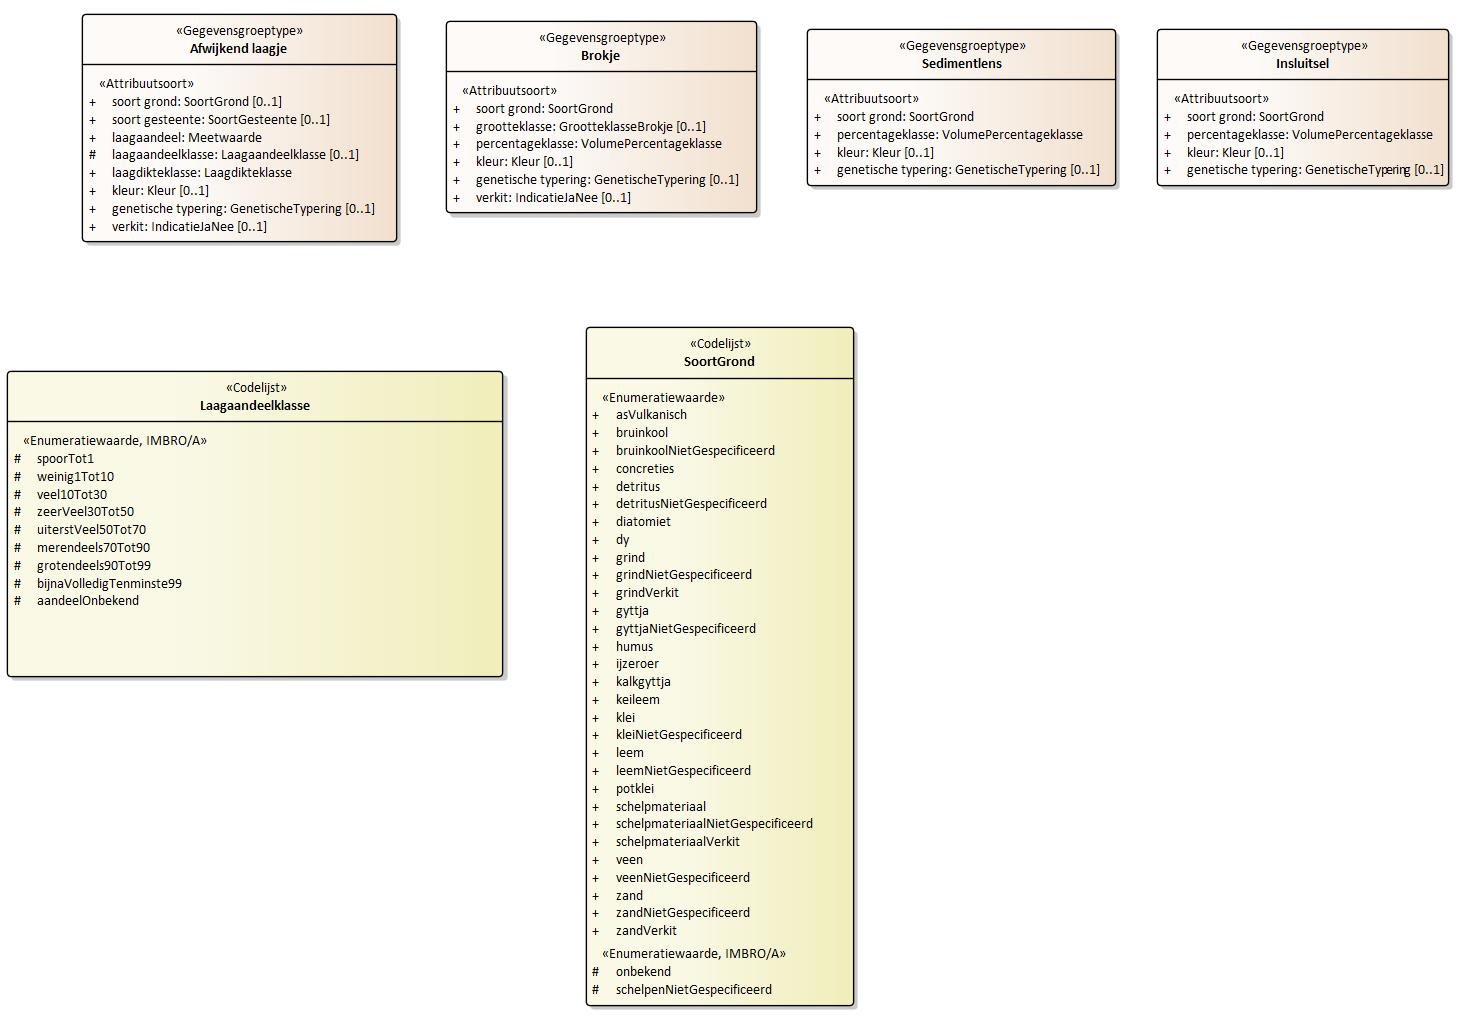 «Gegevensgroeptype»
Afwijkend laagje
«Attribuutsoort»
+ soort grond: SoortGrond [0..1]
+ soort gesteente: SoortGesteente [0..1]
+ laagaandeel: Meetwaarde
# laagaandeelklasse: Laagaandeelklasse [0..1]
+ laagdikteklasse: Laagdikteklasse
+ kleur: Kleur [0..1]
+ genetische typering: GenetischeTypering [0..1]
+ verkit: IndicatieJaNee [0..1]
«Gegevensgroeptype»
Brokje
«Attribuutsoort»
+ soort grond: SoortGrond
+ grootteklasse: GrootteklasseBrokje [0..1]
+ percentageklasse: VolumePercentageklasse
+ kleur: Kleur [0..1]
+ genetische typering: GenetischeTypering [0..1]
+ verkit: IndicatieJaNee [0..1]
«Gegevensgroeptype»
Sedimentlens
«Attribuutsoort»
+ soort grond: SoortGrond
+ percentageklasse: VolumePercentageklasse
+ kleur: Kleur [0..1]
+ genetische typering: GenetischeTypering [0..1]
«Gegevensgroeptype»
Insluitsel
«Attribuutsoort»
+ soort grond: SoortGrond
+ percentageklasse: VolumePercentageklasse
+ kleur: Kleur [0..1]
+ genetische typering: GenetischeTypering [0..1]
«Codelijst»
Laagaandeelklasse
«Enumeratiewaarde, IMBRO/A»
# spoorTot1
# weinig1Tot10
# veel10Tot30
# zeerVeel30Tot50
# uiterstVeel50Tot70
# merendeels70Tot90
# grotendeels90Tot99
# bijnaVolledigTenminste99
# aandeelOnbekend
«Codelijst»
SoortGrond
«Enumeratiewaarde»
+ asVulkanisch
+ bruinkool
+ bruinkoolNietGespecificeerd
+ concreties
+ detritus
+ detritusNietGespecificeerd
+ diatomiet
+ dy
+ grind
+ grindNietGespecificeerd
+ grindVerkit
+ gyttja
+ gyttjaNietGespecificeerd
+ humus
+ ijzeroer
+ kalkgyttja
+ keileem
+ klei
+ kleiNietGespecificeerd
+ leem
+ leemNietGespecificeerd
+ potklei
+ schelpmateriaal
+ schelpmateriaalNietGespecificeerd
+ schelpmateriaalVerkit
+ veen
+ veenNietGespecificeerd
+ zand
+ zandNietGespecificeerd
+ zandVerkit
«Enumeratiewaarde, IMBRO/A»
# onbekend
# schelpenNietGespecificeerd